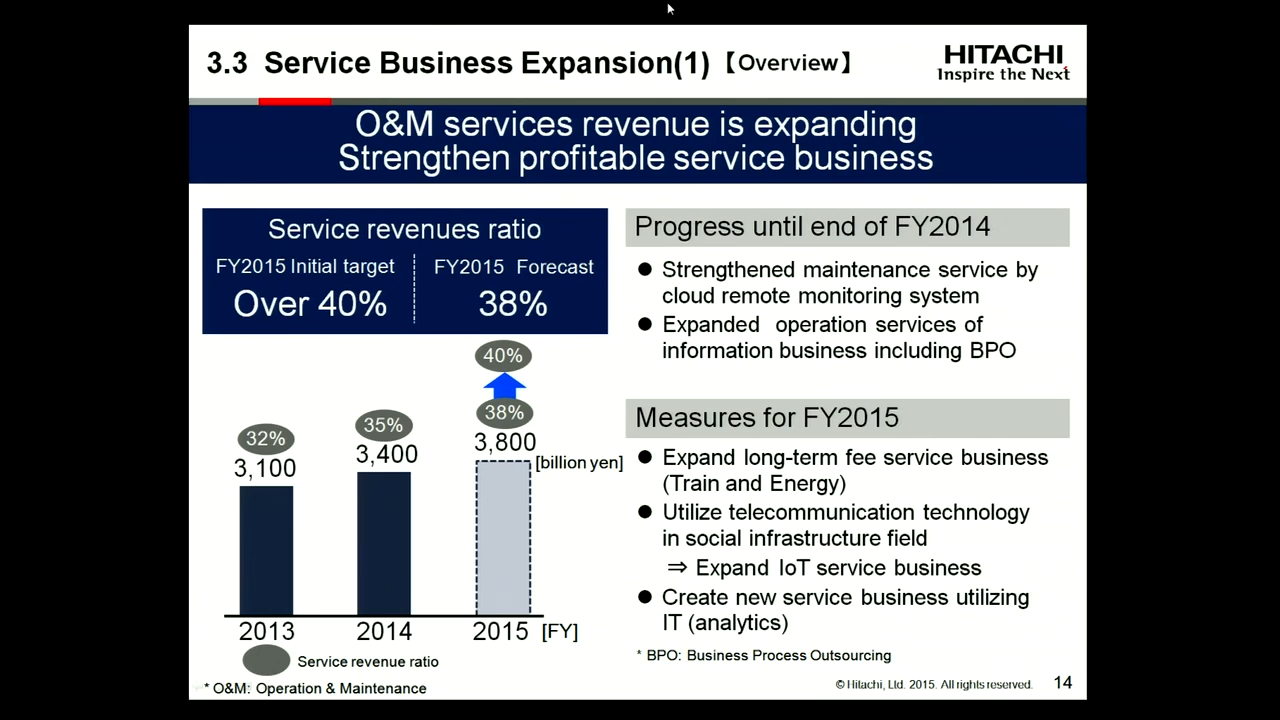 3.3 Service Business Expansion(1)【Overview】
HITACHI
Inspire the Next
O&M services revenue is expanding
Strengthen profitable service business
Service revenues ratio
FY2015 Initial target
Over 40%
FY2015 Forecast
38%
40%
38%
3,800
[billion yen]
35%
3,400
32%
3,100
2013
2014
2015
[FY]
Service revenue ratio
* O&M: Operation & Maintenance
Progress until end of FY2014
● Strengthened maintenance service by
cloud remote monitoring system
● Expanded operation services of
information business including BPO
Measures for FY2015
● Expand long-term fee service business
(Train and Energy)
● Utilize telecommunication technology
in social infrastructure field
⇒ Expand IoT service business
● Create new service business utilizing
IT (analytics)
* BPO: Business Process Outsourcing
© Hitachi, Ltd. 2015. All rights reserved.
14